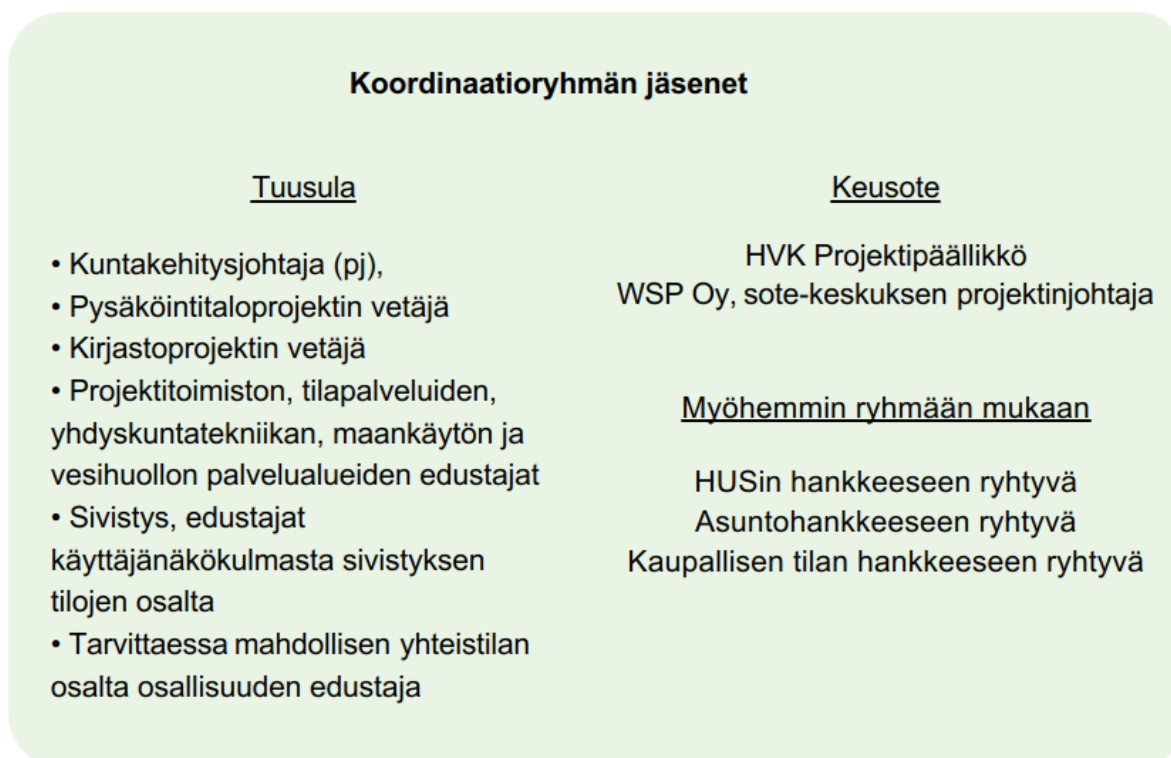 Koordinaatioryhmän jäsenet
Tuusula
• Kuntakehitysjohtaja (pj),
• Pysäköintitaloprojektin vetäjä
• Kirjastoprojektin vetäjä
• Projektitoimiston, tilapalveluiden,
yhdyskuntatekniikan, maankäytön ja
vesihuollon palvelualueiden edustajat
• Sivistys, edustajat
käyttäjänäkökulmasta sivistyksen
tilojen osalta
• Tarvittaessa mahdollisen yhteistilan
osalta osallisuuden edustaja
Keusote
HVK Projektipäällikkö
WSP Oy, sote-keskuksen projektinjohtaja
Myöhemmin ryhmään mukaan
HUSin hankkeeseen ryhtyvä
Asuntohankkeeseen ryhtyvä
Kaupallisen tilan hankkeeseen ryhtyvä